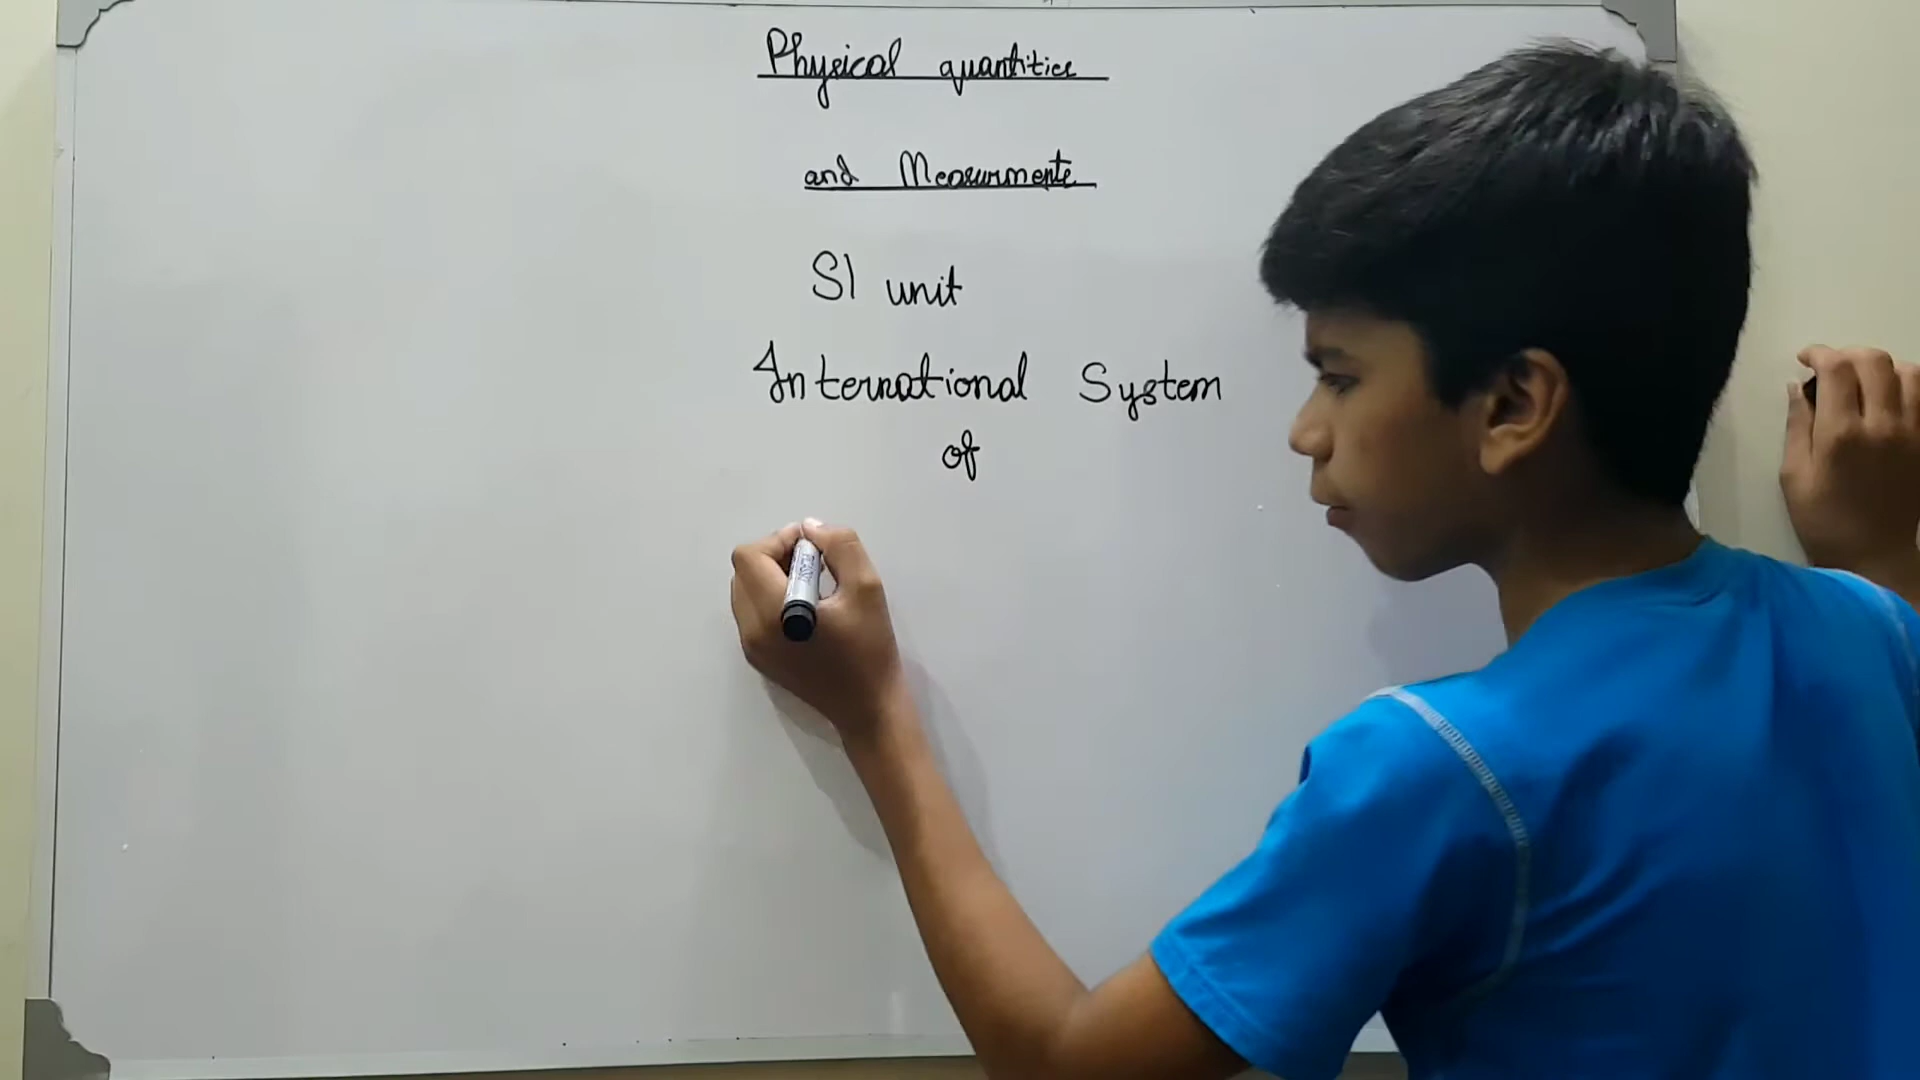 Physical quantities
and Measurments
SI unit
International System
of